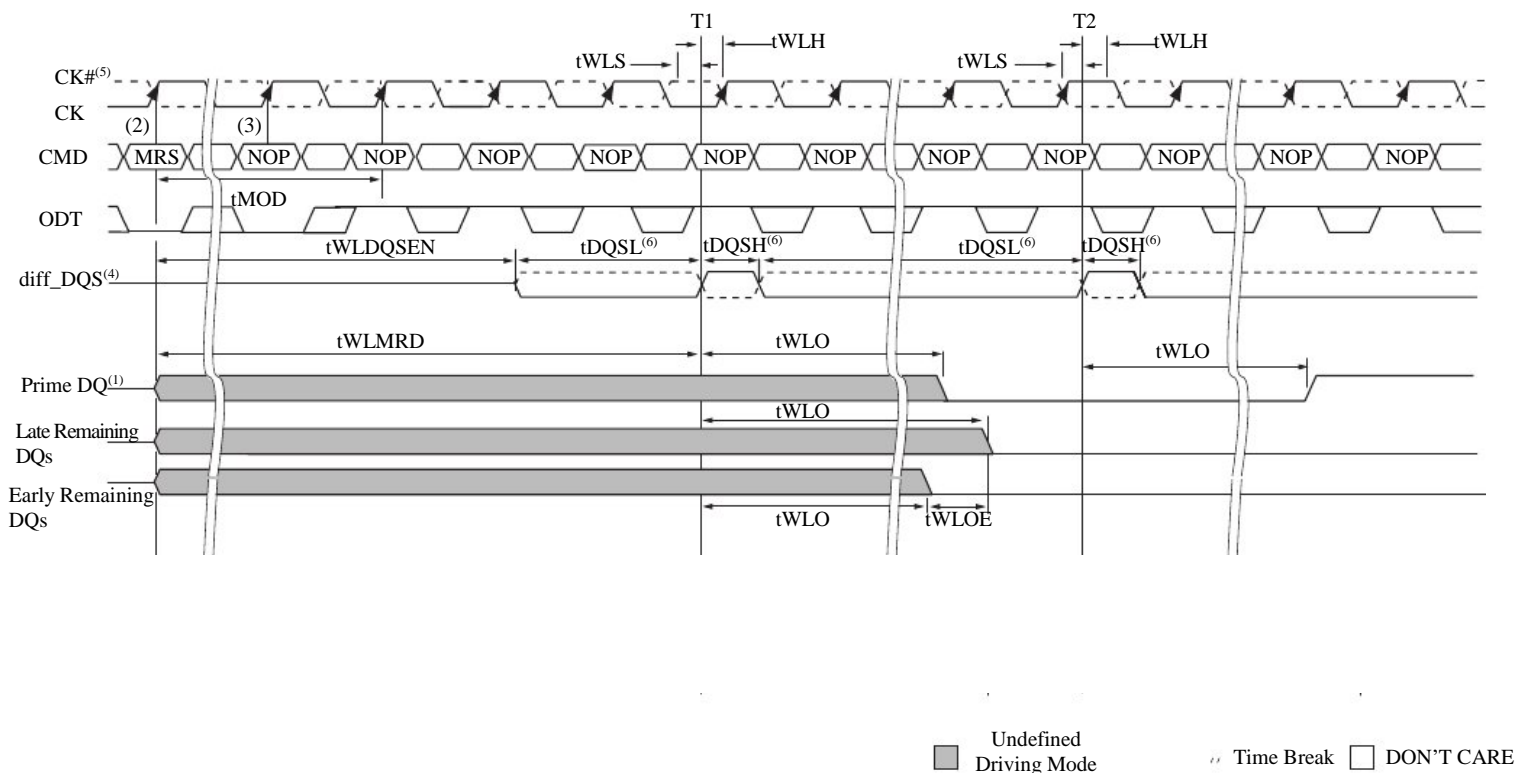 T1 T2
tWLH tWLH
tWLS tWLS
CK#(5)
CK
(2) (3)
CMD MRS NOP NOP NOP NOP NOP NOP NOP NOP NOP NOP NOP
tMOD
ODT
tWLDQSEN tDQSL(6) tDQSH(6) tDQSL(6) tDQSH(6)
diff_DQS(4)
tWLMRD tWLO
tWLO
Prime DQ(1)
tWLO
Late Remaining
DQs
Early Remaining
DQs
tWLO tWLOE
Undefined
Driving Mode
Time Break
DON'T CARE